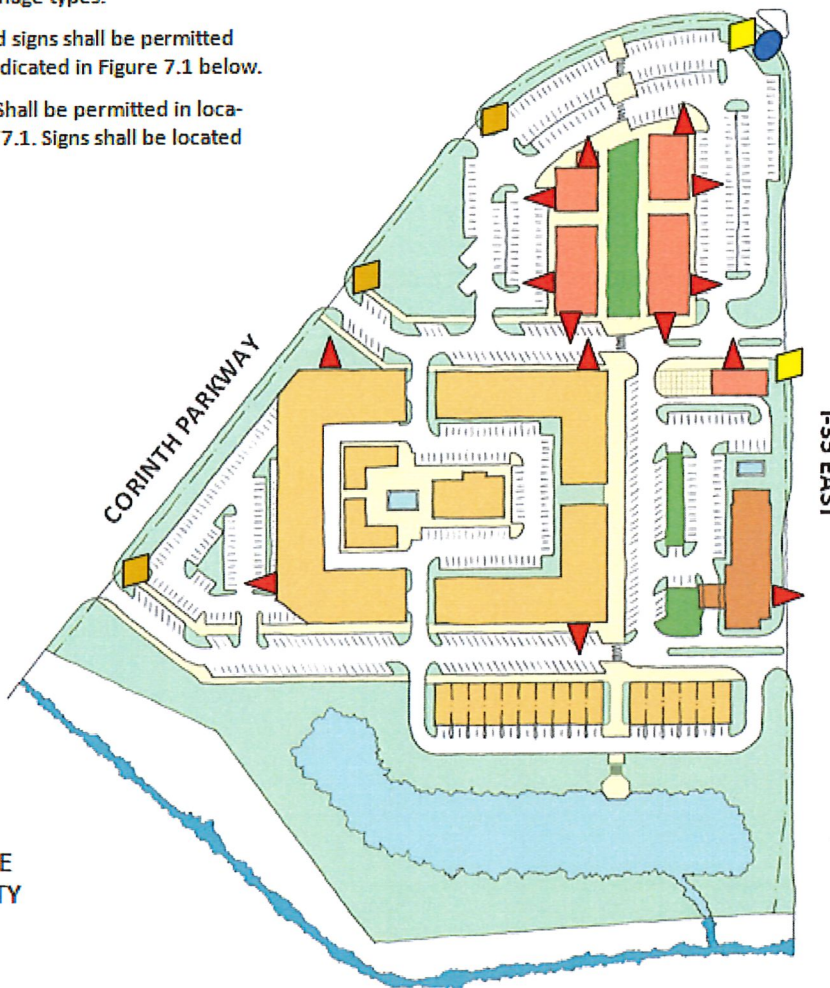 d signs shall be permitted
dicated in Figure 7.1 below.
Shall be permitted in loca-
7.1. Signs shall be located
CORINTH PARKWAY
EAST
E
TY